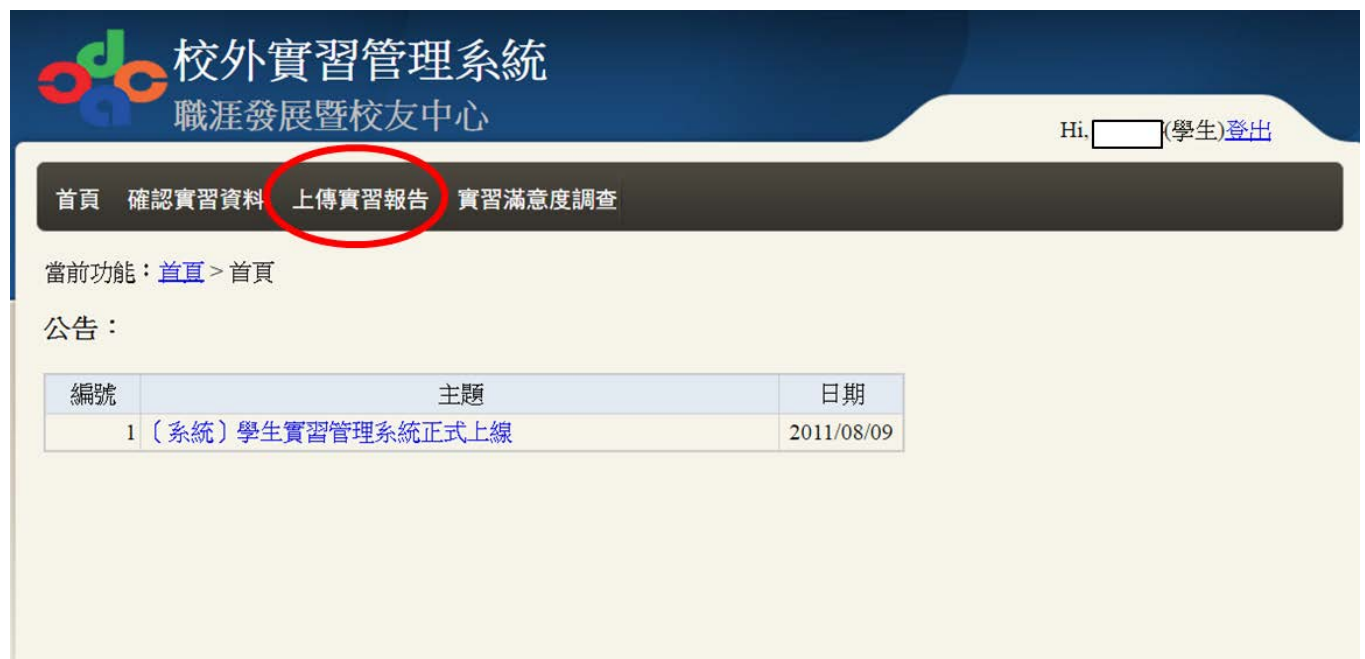 校外實習管理系統
職涯發展暨校友中心
Hi, (學生)登出
首頁 確認實習資料 上傳實習報告 實習滿意度調查
當前功能：首頁 > 首頁
公告：
編號 主題 日期
1 〔系統〕學生實習管理系統正式上線 2011/08/09